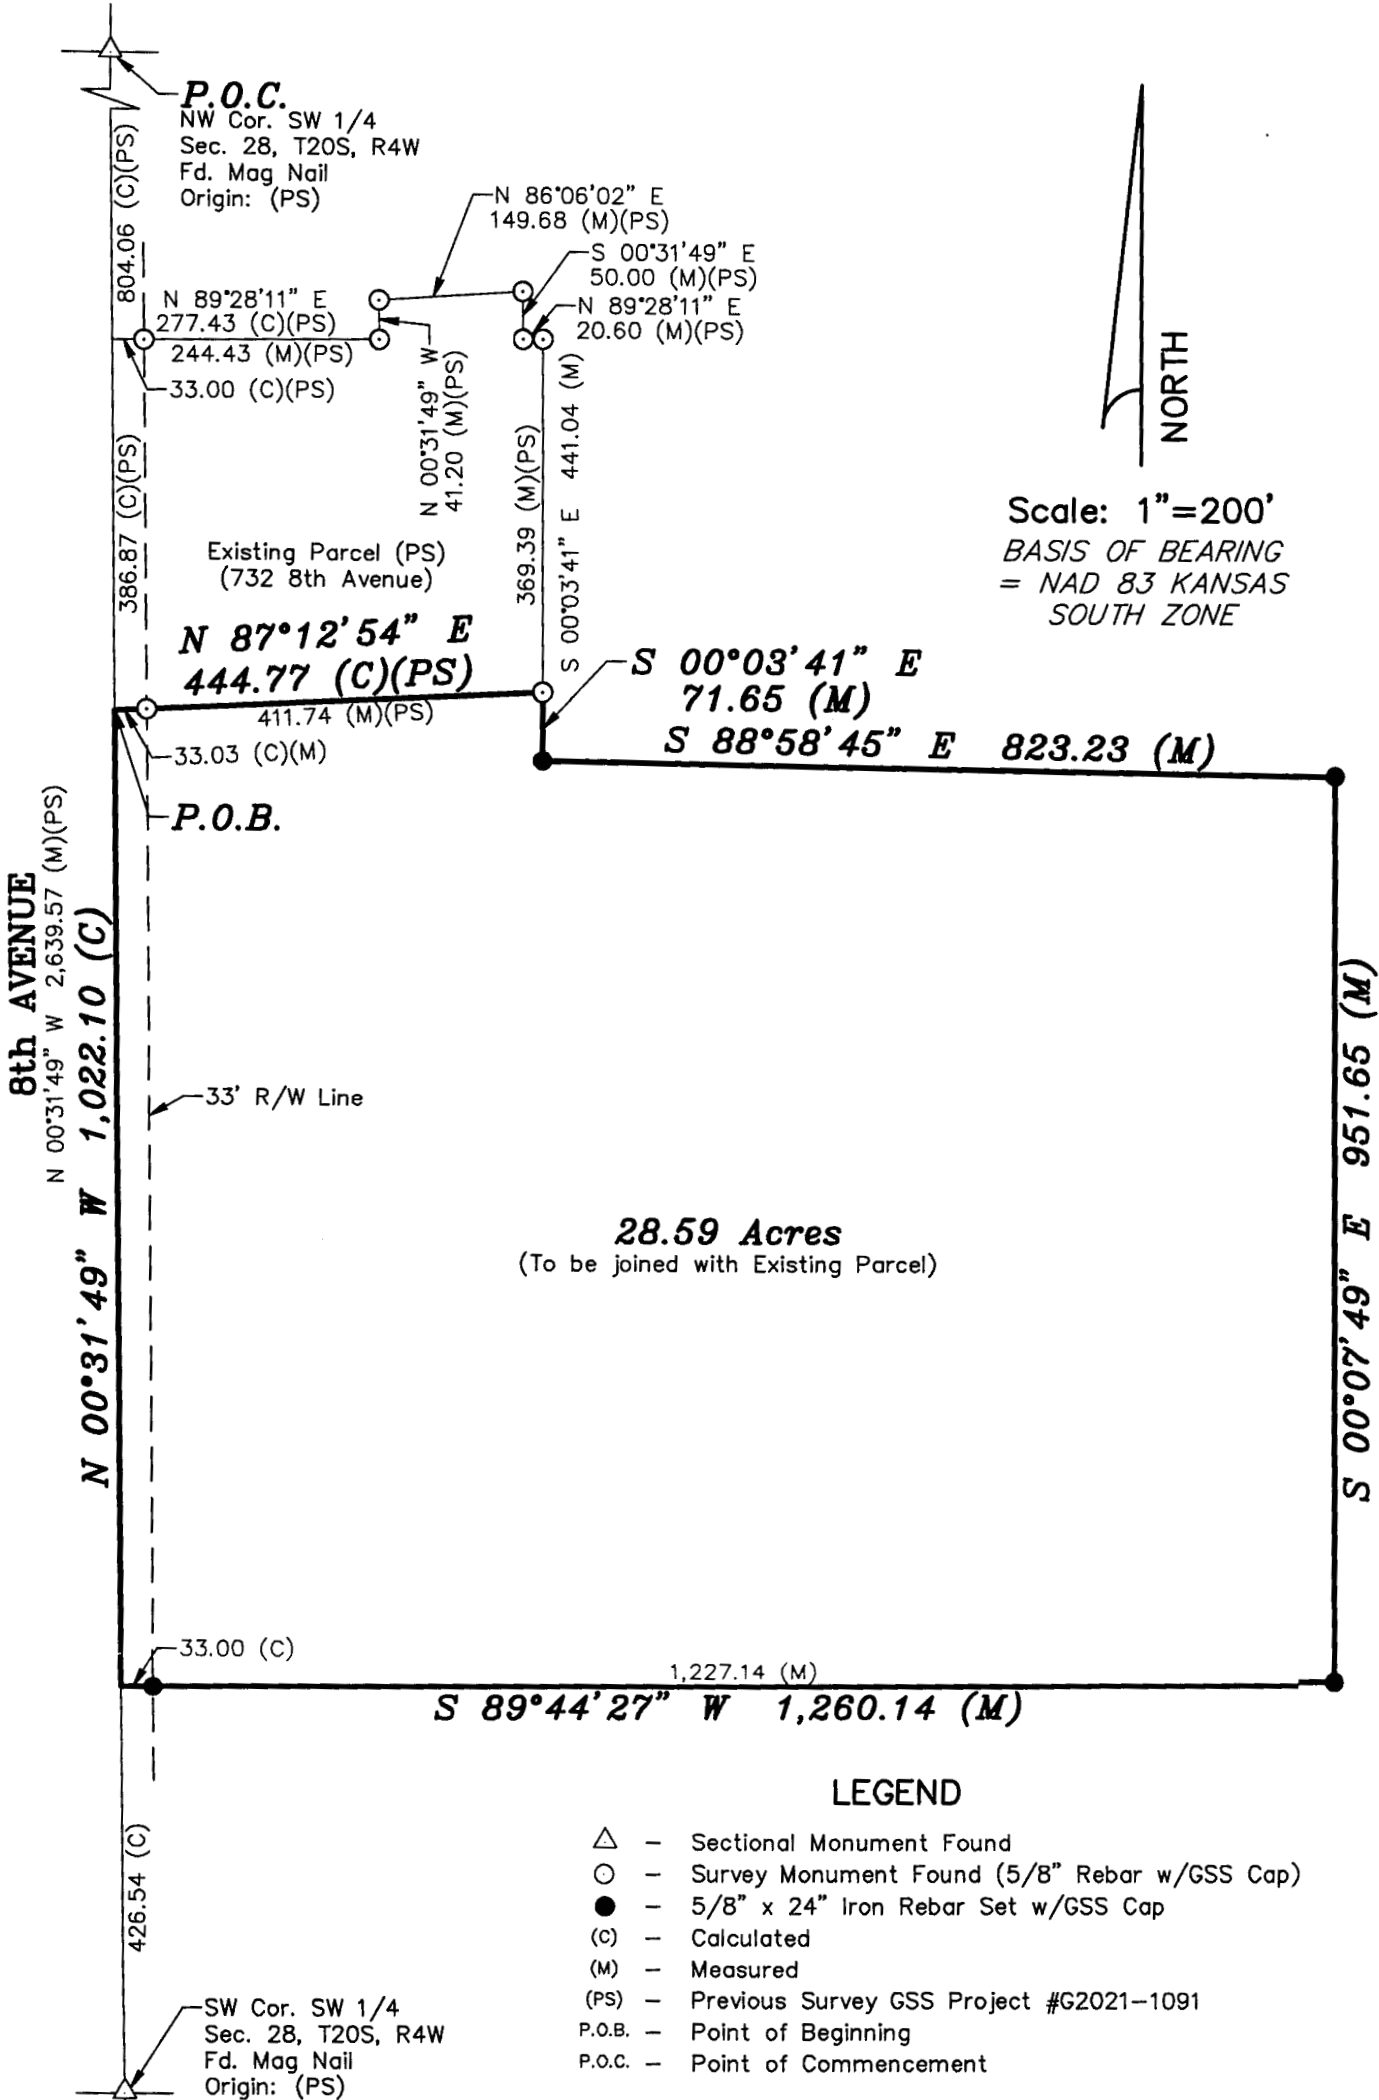 P.O.C.
NW Cor. SW 1/4
Sec. 28, T20S, R4W
Fd. Mag Nail
Origin: (PS)
804.06 (C)(PS)
N 86°06'02" E
149.68 (M)(PS)
S 00°31'49" E
50.00 (M)(PS)
N 89°28'11" E
20.60 (M)(PS)
N 89°28'11" E
277.43 (C)(PS)
244.43 (M)(PS)
33.00 (C)(PS)
N 00°31'49" W
41.20 (M)(PS)
386.87 (C)(PS)
369.39 (M)(PS)
S 00°03'41" E 441.04 (M)
NORTH
Scale: 1"=200'
BASIS OF BEARING
= NAD 83 KANSAS
SOUTH ZONE
Existing Parcel (PS)
(732 8th Avenue)
N 87°12'54" E
444.77 (C)(PS)
411.74 (M)(PS)
33.03 (C)(M)
P.O.B.
S 00°03'41" E
71.65 (M)
S 88°58'45" E 823.23 (M)
8th AVENUE
N 00°31'49" W 2,639.57 (M)(PS)
N 00°31'49" W 1,022.10 (C)
33' R/W Line
S 00°07'49" E 951.65 (M)
28.59 Acres
(To be joined with Existing Parcel)
33.00 (C)
1,227.14 (M)
S 89°44'27" W 1,260.14 (M)
426.54 (C)
SW Cor. SW 1/4
Sec. 28, T20S, R4W
Fd. Mag Nail
Origin: (PS)
LEGEND
– Sectional Monument Found
– Survey Monument Found (5/8" Rebar w/GSS Cap)
– 5/8" x 24" Iron Rebar Set w/GSS Cap
(C) – Calculated
(M) – Measured
(PS) – Previous Survey GSS Project #G2021–1091
P.O.B. – Point of Beginning
P.O.C. – Point of Commencement